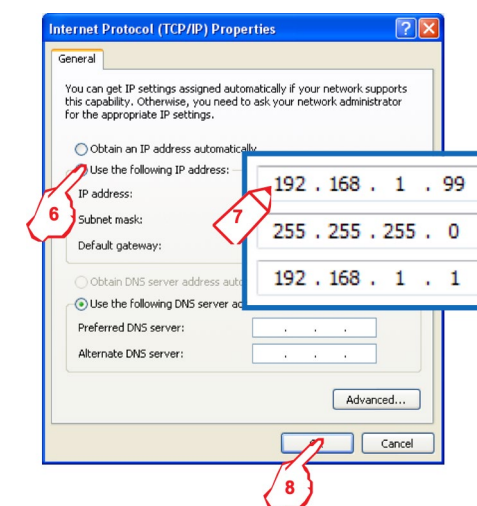 Internet Protocol (TCP/IP) Properties
General
You can get IP settings assigned automatically if your network supports
this capability. Otherwise, you need to ask your network administrator
for the appropriate IP settings.
Obtain an IP address automatically
Use the following IP address:
6
IP address:
192 . 168 . 1 . 99
7
Subnet mask:
255 . 255 . 255 . 0
Default gateway:
192 . 168 . 1 . 1
Obtain DNS server address
Use the following DNS server
Preferred DNS server:
. . .
Alternate DNS server:
. . .
Advanced...
Cancel
8